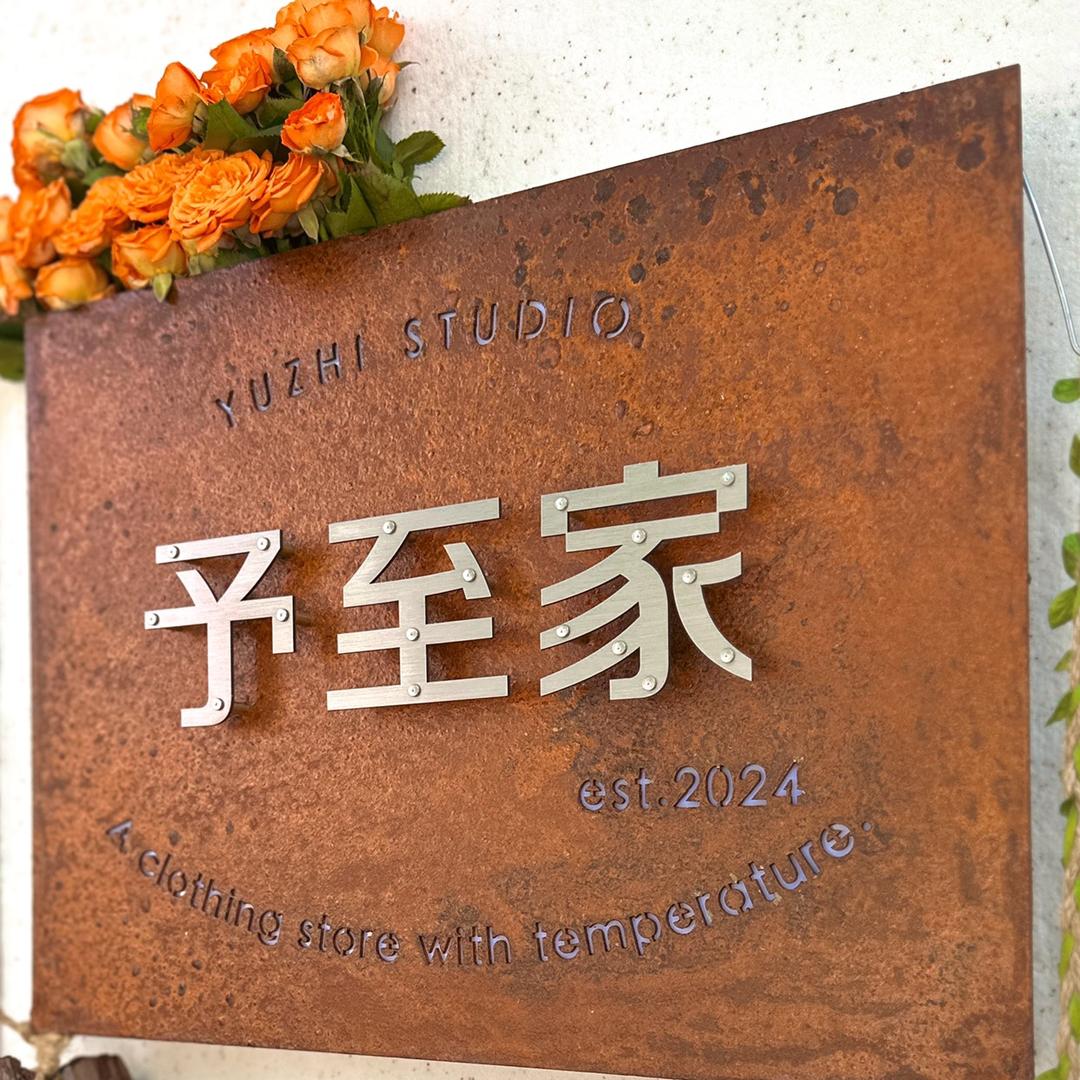 YUZHI STUDIO
予至家
est.2024
A clothing store with temperature.